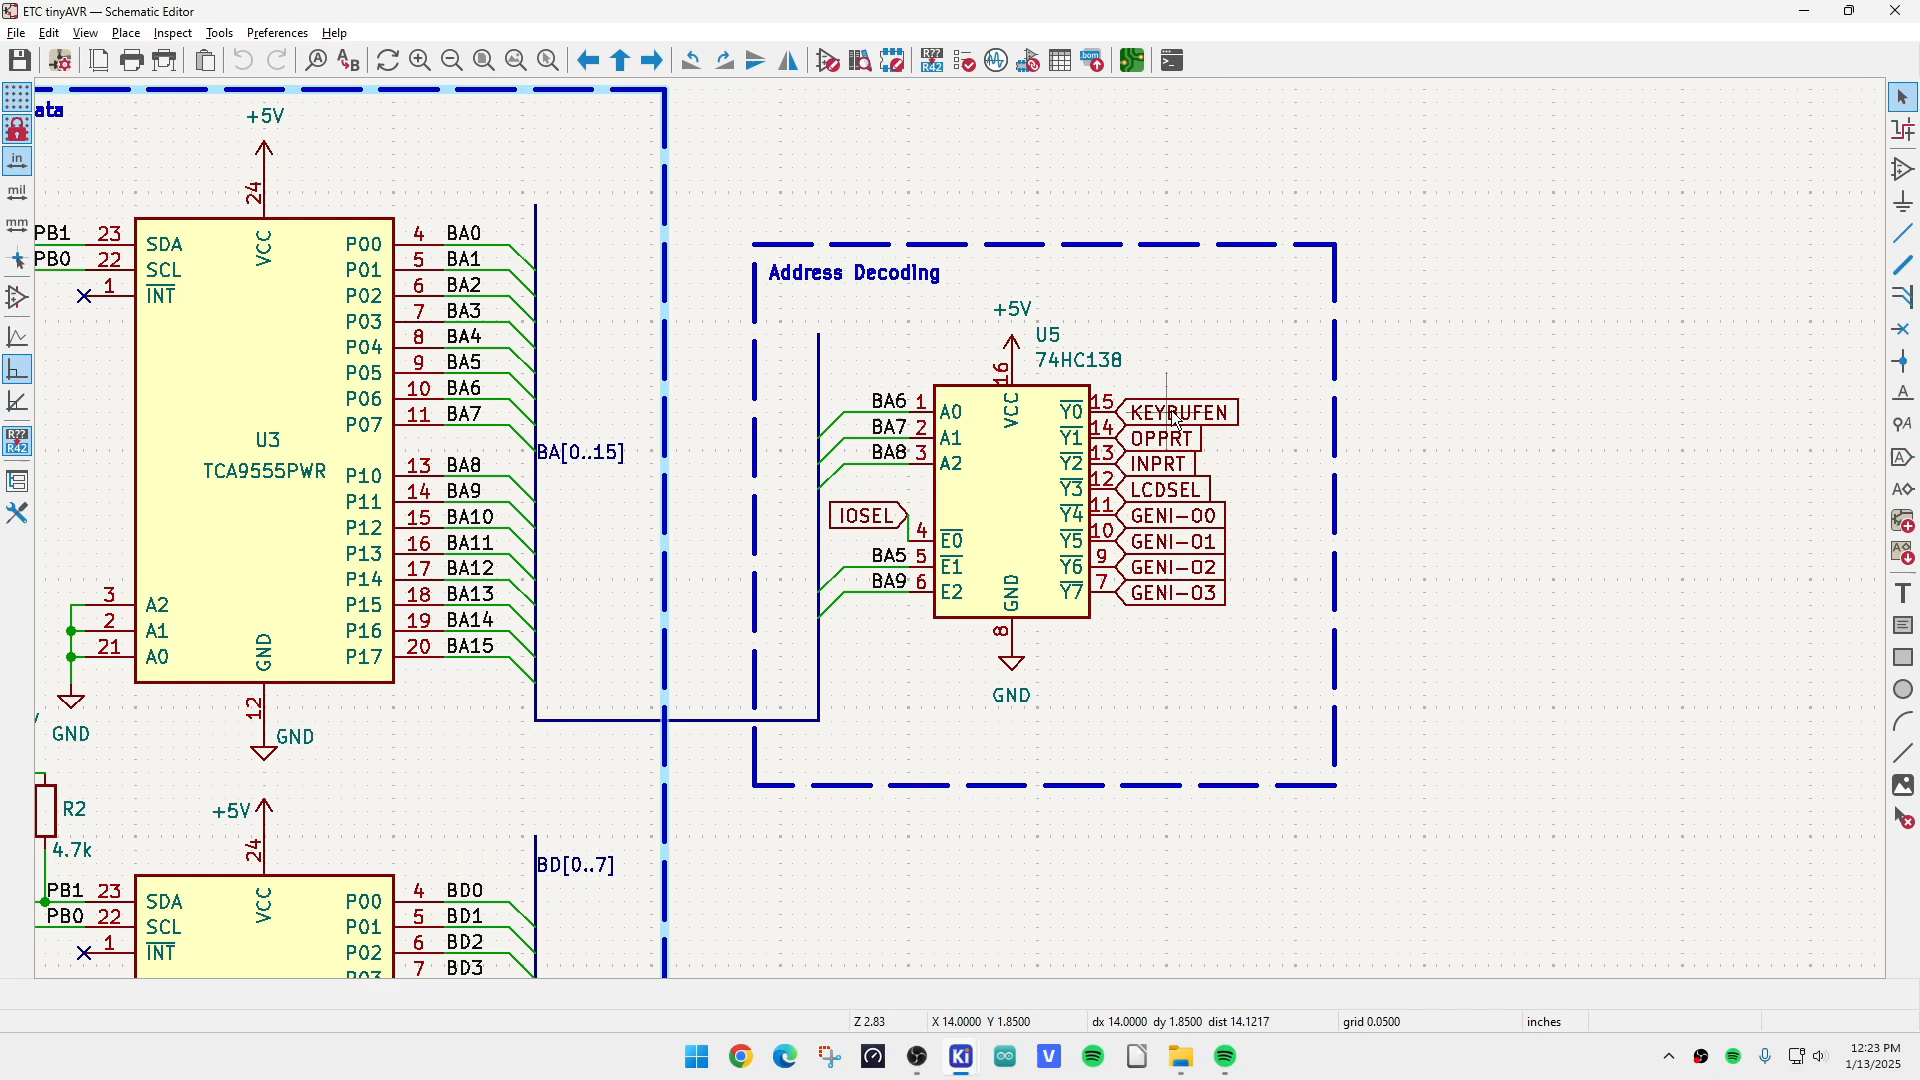 ETC tinyAVR — Schematic Editor
File Edit View Place Inspect Tools Preferences Help
in
mil
mm
R??
R42
R??
R42
bom
ata
+5V
24
PB1 23 SDA VCC P00 4 BA0
PB0 22 SCL P01 5 BA1
1 INT P02 6 BA2
P03 7 BA3
P04 8 BA4
P05 9 BA5
P06 10 BA6
P07 11 BA7
U3
TCA9555PWR
BA[0..15]
P10 13 BA8
P11 14 BA9
P12 15 BA10
P13 16 BA11
P14 17 BA12
3 A2 P15 18 BA13
2 A1 GND P16 19 BA14
21 A0 P17 20 BA15
12
GND
GND
Address Decoding
+5V
U5
74HC138
16
BA6 1 A0 VCC Y0 15 KEYBUFEN
BA7 2 A1 Y1 14 OPPRT
BA8 3 A2 Y2 13 INPRT
Y3 12 LCDSEL
IOSEL Y4 11 GENI-00
4 E0 Y5 10 GENI-01
BA5 5 E1 Y6 9 GENI-02
BA9 6 E2 GND Y7 7 GENI-03
8
GND
R2
4.7k
+5V
24
BD[0..7]
PB1 23 SDA VCC P00 4 BD0
PB0 22 SCL P01 5 BD1
1 INT P02 6 BD2
P03 7 BD3
Z 2.83 X 14.0000 Y 1.8500 dx 14.0000 dy 1.8500 dist 14.1217 grid 0.0500 inches
Ki
V
12:23 PM
1/13/2025